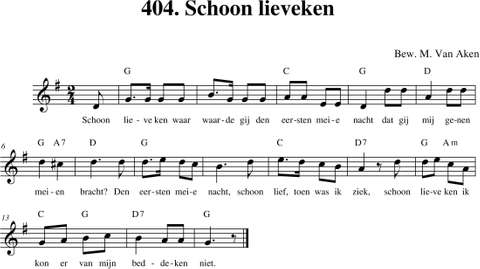 404. Schoon lieveken
Bew. M. Van Aken
G C G D
2 4
Schoon lie - ve ken waar waar - de gij den eer-sten mei-e nacht dat gij mij ge-nen
6
G A7 D G C D7 G Am
mei - en bracht? Den eer-sten mei-e nacht, schoon lief, toen was ik ziek, schoon lie-ve ken ik
13
C G D7 G
kon er van mijn bed - de-ken niet.